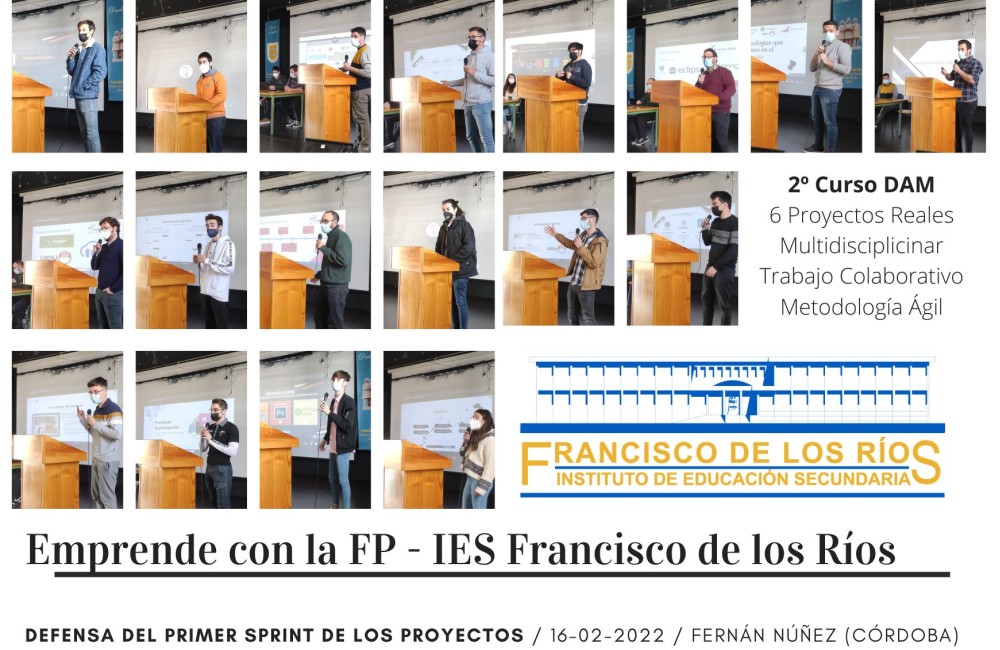 eclipse
2º Curso DAM
6 Proyectos Reales
Multidisciplicinar
Trabajo Colaborativo
Metodología Ágil
FRANCISCO DE LOS RÍOS
INSTITUTO DE EDUCACIÓN SECUNDARIA
Emprende con la FP - IES Francisco de los Ríos
DEFENSA DEL PRIMER SPRINT DE LOS PROYECTOS / 16-02-2022 / FERNÁN NÚÑEZ (CÓRDOBA)